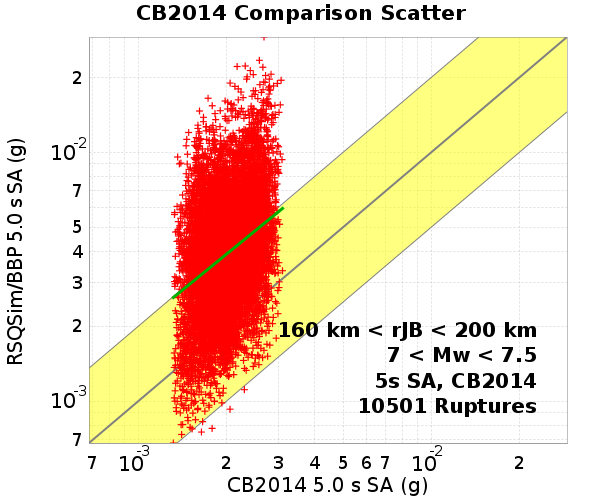 CB2014 Comparison Scatter
RSQSim/BBP 5.0 s SA (g)
2
10-2
7
5
4
3
2
10-3
7
160 km < rJB < 200 km
7 < Mw < 7.5
5s SA, CB2014
10501 Ruptures
7 10-3 2 3 4 5 6 7 10-2 2
CB2014 5.0 s SA (g)